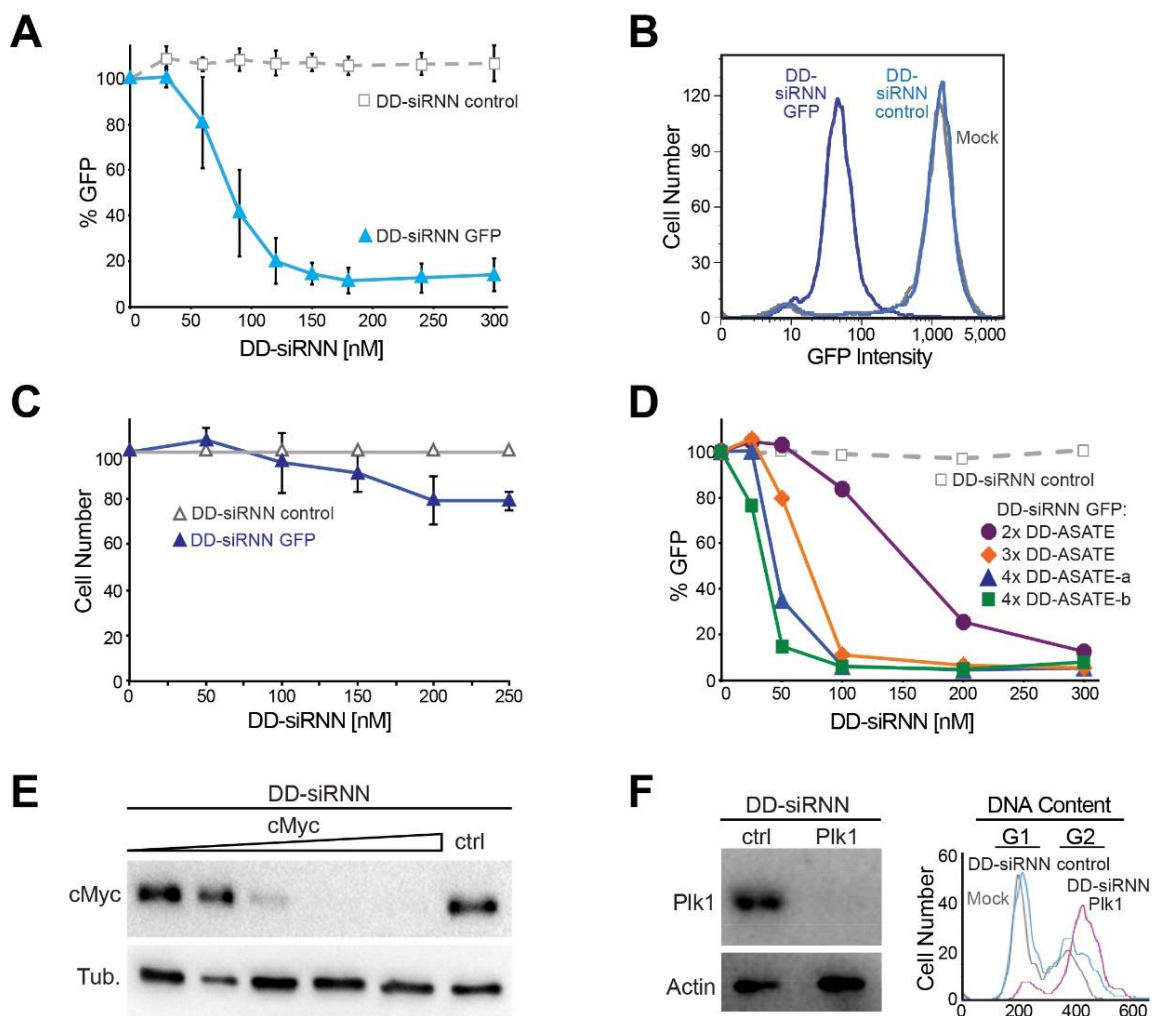 A
100
80
60
40
20
0
% GFP
DD-siRNN control
DD-siRNN GFP
0 50 100 150 200 250 300
DD-siRNN [nM]
B
120
90
60
30
0
Cell Number
DD-
siRNN
GFP
DD-
siRNN
control
Mock
0 10 100 1,000 5,000
GFP Intensity
C
100
80
60
40
20
0
Cell Number
DD-siRNN control
DD-siRNN GFP
0 50 100 150 200 250
DD-siRNN [nM]
D
100
80
60
40
20
0
% GFP
DD-siRNN control
DD-siRNN GFP:
2x DD-ASATE
3x DD-ASATE
4x DD-ASATE-a
4x DD-ASATE-b
0 50 100 150 200 250 300
DD-siRNN [nM]
E
DD-siRNN
cMyc
ctrl
cMyc
Tub.
F
DD-siRNN
ctrl Plk1
Plk1
Actin
DNA Content
G1 G2
60
40
20
0
Cell Number
DD-siRNN control
Mock
DD-siRNN
Plk1
0 200 400 600